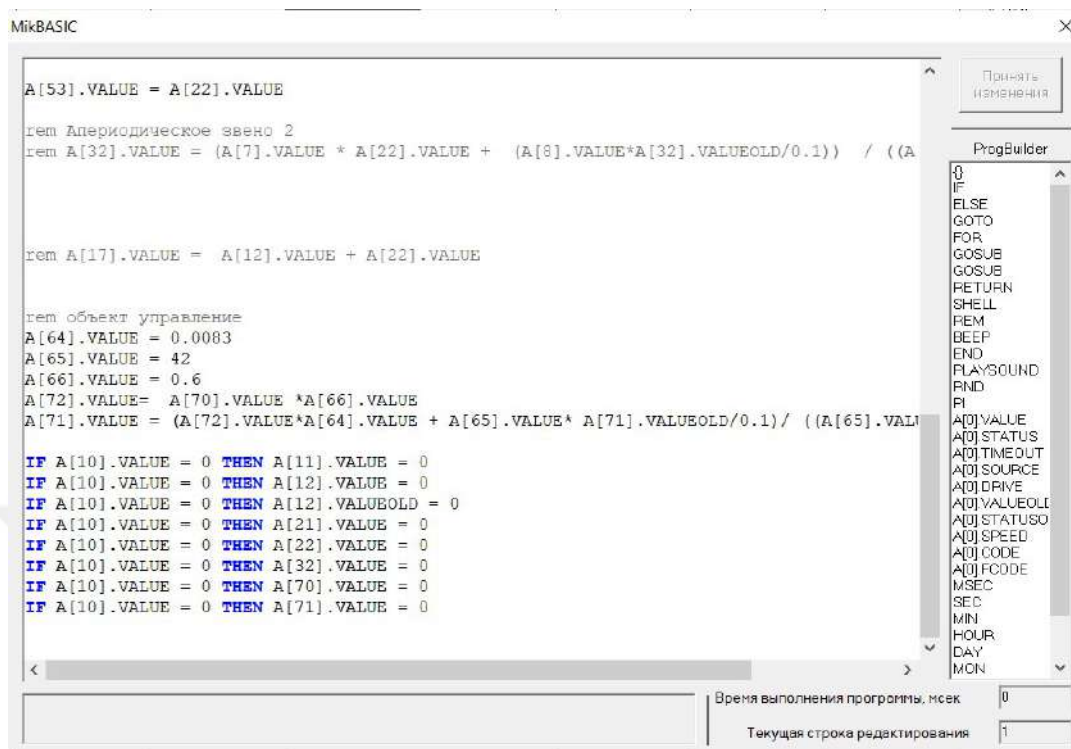 MikBASIC
A[53].VALUE = A[22].VALUE
rem Апериодическое звено 2
rem A[32].VALUE = (A[7].VALUE * A[22].VALUE + (A[8].VALUE*A[32].VALUEOLD/0.1)) / ((A
rem A[17].VALUE = A[12].VALUE + A[22].VALUE
rem объект управление
A[64].VALUE = 0.0083
A[65].VALUE = 42
A[66].VALUE = 0.6
A[72].VALUE= A[70].VALUE *A[66].VALUE
A[71].VALUE = (A[72].VALUE*A[64].VALUE + A[65].VALUE* A[71].VALUEOLD/0.1)/ ((A[65].VALU
IF A[10].VALUE = 0 THEN A[11].VALUE = 0
IF A[10].VALUE = 0 THEN A[12].VALUE = 0
IF A[10].VALUE = 0 THEN A[12].VALUEOLD = 0
IF A[10].VALUE = 0 THEN A[21].VALUE = 0
IF A[10].VALUE = 0 THEN A[22].VALUE = 0
IF A[10].VALUE = 0 THEN A[32].VALUE = 0
IF A[10].VALUE = 0 THEN A[70].VALUE = 0
IF A[10].VALUE = 0 THEN A[71].VALUE = 0
Принять
изменения
ProgBuilder
{}
IF
ELSE
GOTO
FOR
GOSUB
GOSUB
RETURN
SHELL
REM
BEEP
END
PLAYSOUND
RND
PI
A[0].VALUE
A[0].STATUS
A[0].TIMEOUT
A[0].SOURCE
A[0].DRIVE
A[0].VALUEOLD
A[0].STATUSO
A[0].SPEED
A[0].CODE
A[0].FCODE
MSEC
SEC
MIN
HOUR
DAY
MON
Время выполнения программы, мсек 0
Текущая строка редактирования 1